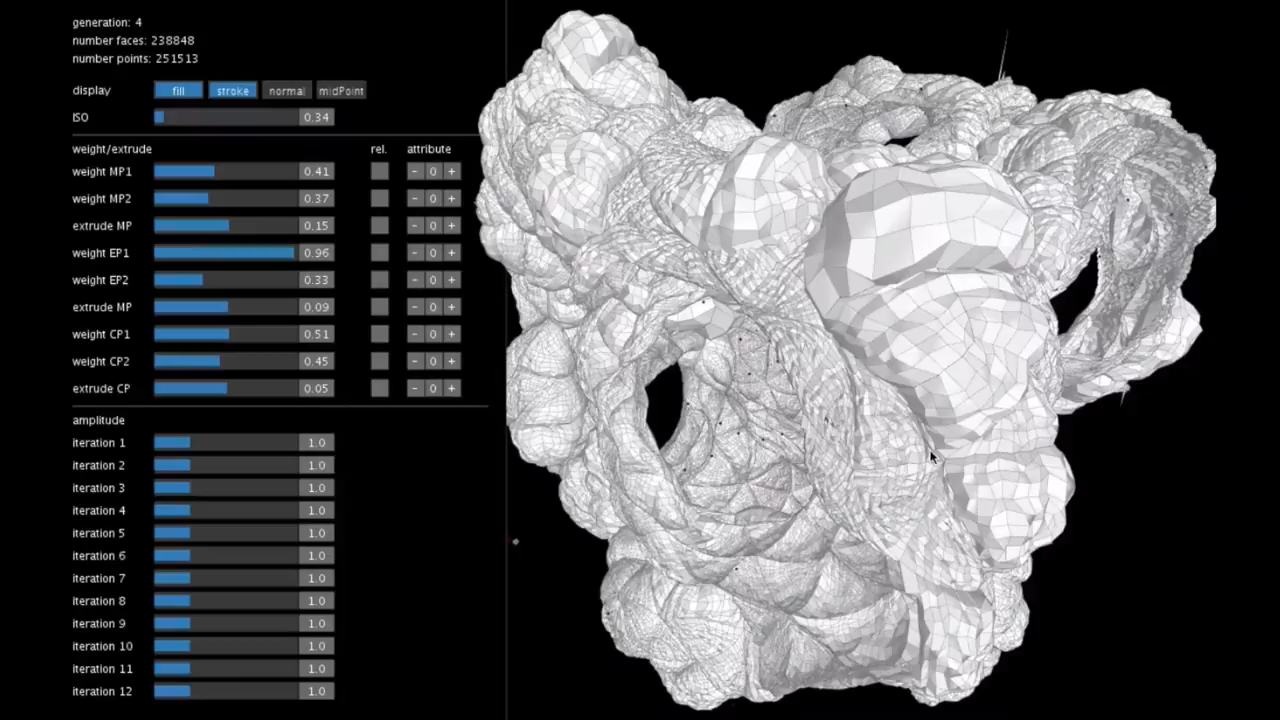 generation: 4
number faces: 238848
number points: 251513
display fill stroke normal midPoint
ISO 0.34
weight/extrude rel. attribute
weight MP1 0.41 - 0 +
weight MP2 0.37 - 0 +
extrude MP 0.15 - 0 +
weight EP1 0.96 - 0 +
weight EP2 0.33 - 0 +
extrude MP 0.09 - 0 +
weight CP1 0.51 - 0 +
weight CP2 0.45 - 0 +
extrude CP 0.05 - 0 +
amplitude
iteration 1 1.0
iteration 2 1.0
iteration 3 1.0
iteration 4 1.0
iteration 5 1.0
iteration 6 1.0
iteration 7 1.0
iteration 8 1.0
iteration 9 1.0
iteration 10 1.0
iteration 11 1.0
iteration 12 1.0